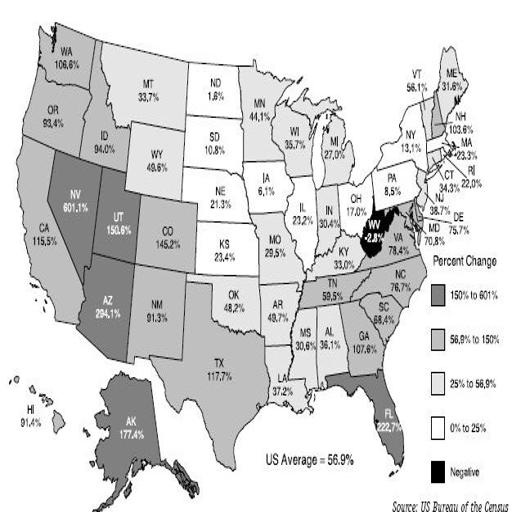 WA
106,6%
OR
93,4%
CA
115,5%
ID
94.0%
NV
601.1%
UT
150.6%
AZ
294,1%
MT
33,7%
WY
49.6%
CO
145.2%
NM
91.3%
ND
1,6%
SD
10.8%
NE
21.3%
KS
23,4%
OK
48,2%
TX
117.7%
MN
44,1%
IA
6,1%
MO
29,5%
AR
49.7%
LA
37.2%
WI
35.7%
IL
23,2%
MI
27,0%
IN
30.4%
OH
17.0%
KY
33,0%
TN
59,5%
MS
30,6%
AL
36,1%
GA
107.6%
FL
222,7%
SC
68,4%
NC
76,7%
VA
78.4%
WV
-2.8%
PA
8,5%
NY
13,1%
VT
56.1%
ME
31.6%
NH
103.6%
MA
23.3%
RI
22,0%
CT
34.3%
NJ
38.7%
DE
75.7%
MD
70,8%
AK
177.4%
HI
91.4%
US Average = 56.9%
Percent Change
150% to 601%
56,9% to 150%
25% to 56,9%
0% to 25%
Negative
Source: US Bureau of the Census